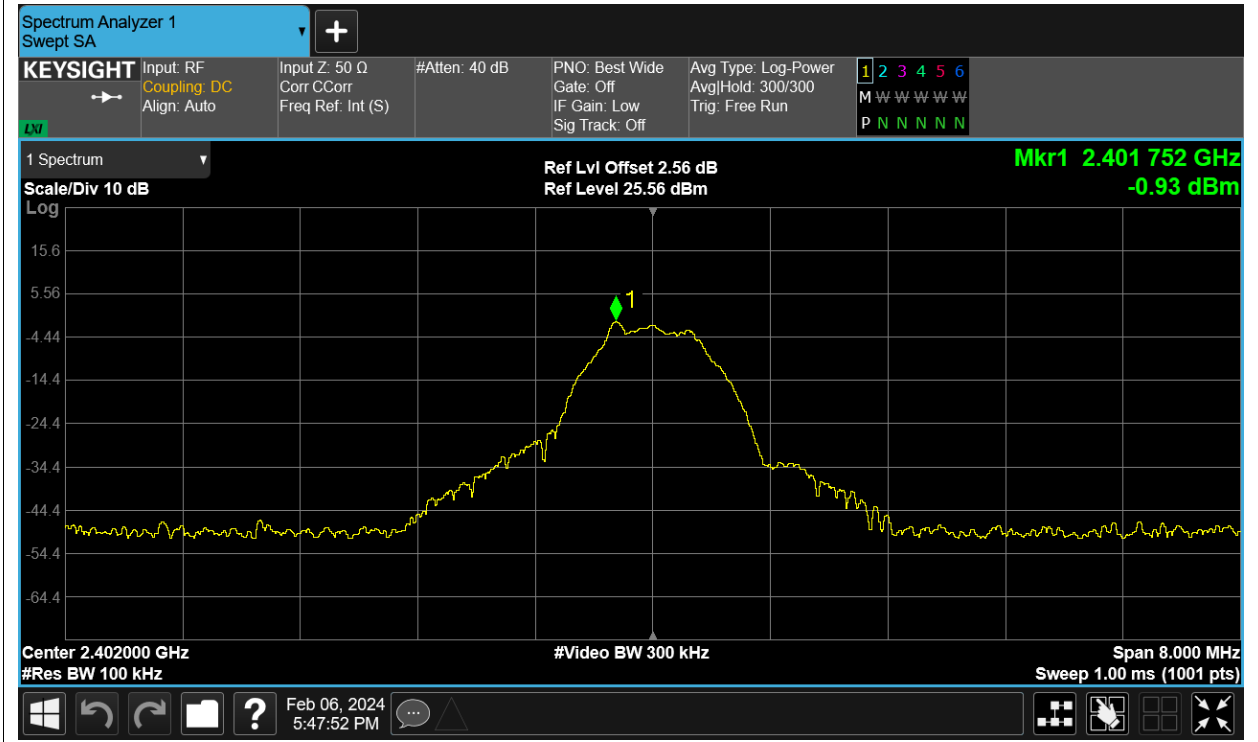 Spectrum Analyzer 1
Swept SA
KEYSIGHT
LXI
Input: RF
Coupling: DC
Align: Auto
Input Z: 50 Ω
Corr CCorr
Freq Ref: Int (S)
#Atten: 40 dB
PNO: Best Wide
Gate: Off
IF Gain: Low
Sig Track: Off
Avg Type: Log-Power
Avg|Hold: 300/300
Trig: Free Run
1 2 3 4 5 6
M W W W W W
P N N N N N
1 Spectrum
Scale/Div 10 dB
Log
Ref Lvl Offset 2.56 dB
Ref Level 25.56 dBm
Mkr1 2.401 752 GHz
-0.93 dBm
15.6
5.56
1
-4.44
-14.4
-24.4
-34.4
-44.4
-54.4
-64.4
Center 2.402000 GHz
#Video BW 300 kHz
Span 8.000 MHz
#Res BW 100 kHz
Sweep 1.00 ms (1001 pts)
?
Feb 06, 2024
5:47:52 PM